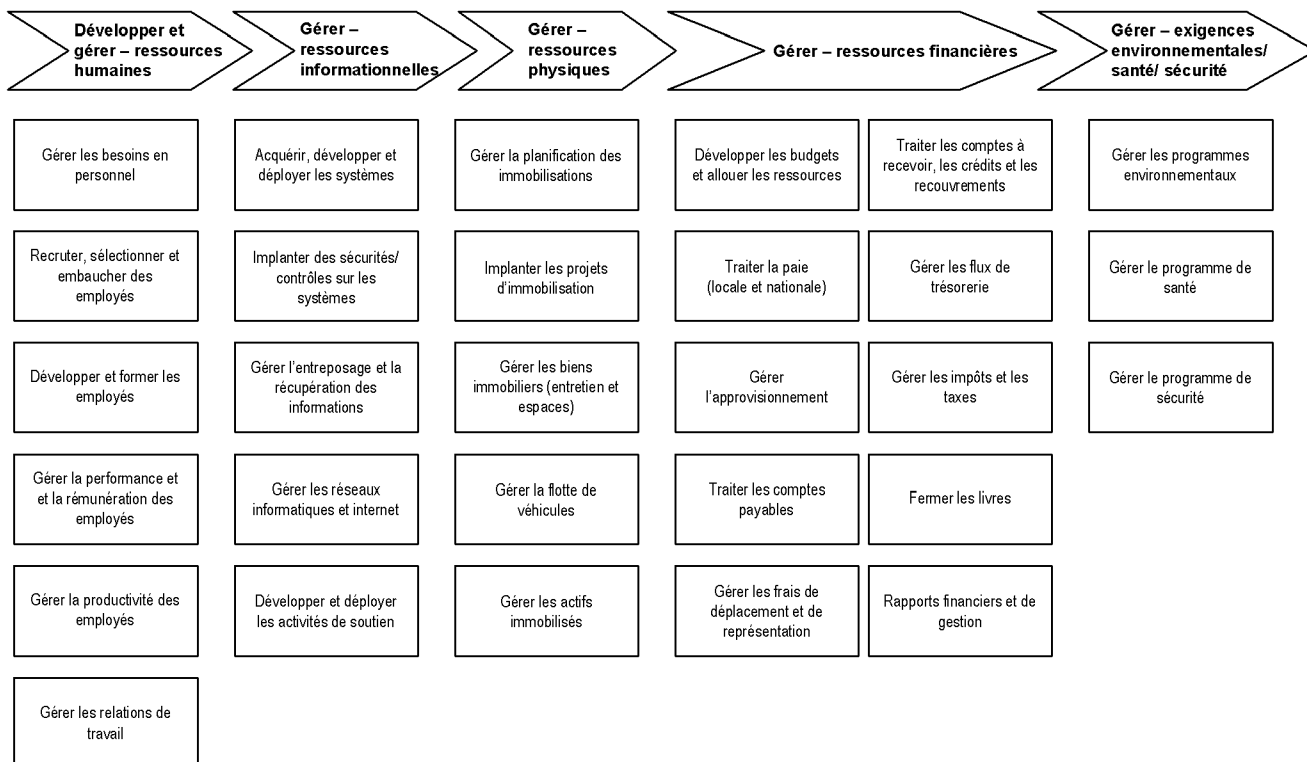 Développer et
gérer – ressources
humaines
Gérer –
ressources
informationnelles
Gérer –
ressources
physiques
Gérer – ressources financières
Gérer – exigences
environnementales/
santé/ sécurité
Gérer les besoins en
personnel
Recruter, sélectionner et
embaucher des
employés
Développer et former les
employés
Gérer la performance et
et la rémunération des
employés
Gérer la productivité des
employés
Gérer les relations de
travail
Acquérir, développer et
déployer les systèmes
Implanter des sécurités/
contrôles sur les
systèmes
Gérer l'entreposage et la
récupération des
informations
Gérer les réseaux
informatiques et internet
Développer et déployer
les activités de soutien
Gérer la planification des
immobilisations
Implanter les projets
d'immobilisation
Gérer les biens
immobiliers (entretien et
espaces)
Gérer la flotte de
véhicules
Gérer les actifs
immobilisés
Développer les budgets
et allouer les ressources
Traiter la paie
(locale et nationale)
Gérer
l'approvisionnement
Traiter les comptes
payables
Gérer les frais de
déplacement et de
représentation
Traiter les comptes à
recevoir, les crédits et les
recouvrements
Gérer les flux de
trésorerie
Gérer les impôts et les
taxes
Fermer les livres
Rapports financiers et de
gestion
Gérer les programmes
environnementaux
Gérer le programme de
santé
Gérer le programme de
sécurité